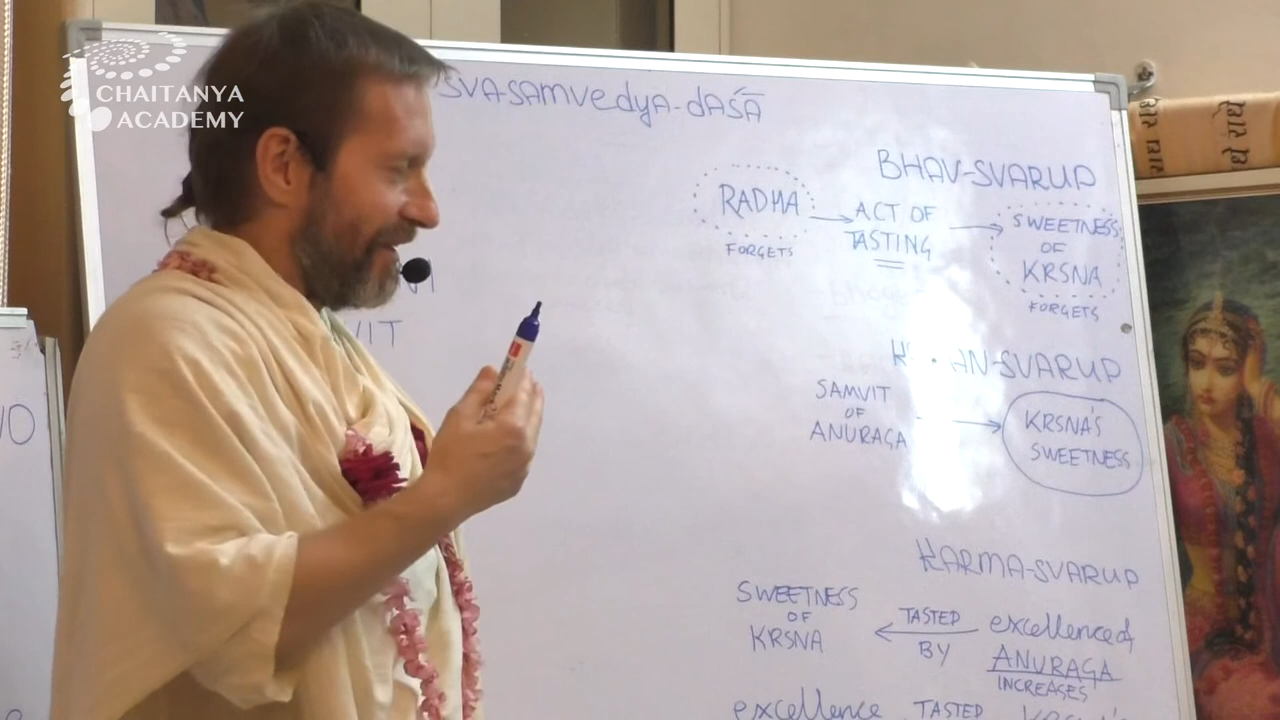 CHAITANYA
ACADEMY
SVA-SAMVEdyA-dAŚĀ
BHAV-SVARUP
RADHA
FORGETS
ACT OF
TASTING
SWEETNESS
OF
KRSNA
FORGETS
SVARUP
SAMVIT
OF
ANURAGA
KRSNA'S
SWEETNESS
KARMA-SVARUP
SWEETNESS
OF
KRSNA
TASTED
BY
excellence of
ANURAGA
INCREASES
excellence TASTED